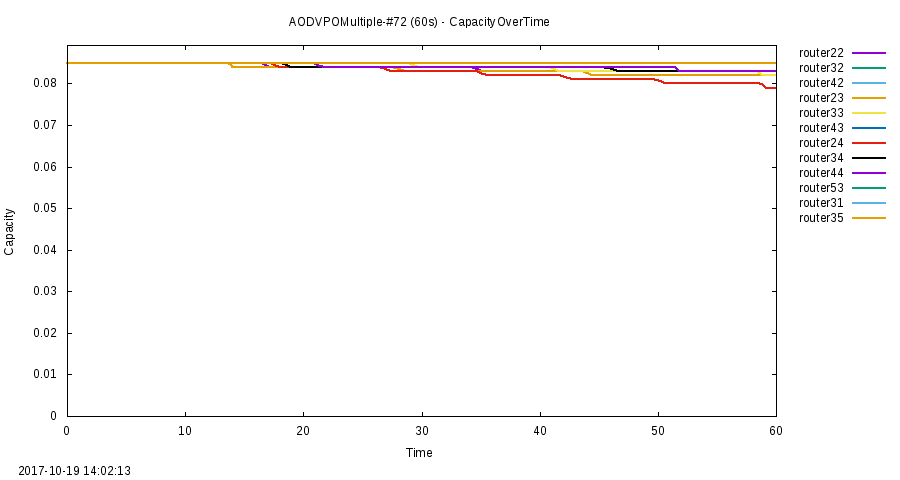 AODVPOMultiple-#72 (60s) - CapacityOverTime
router22
router32
router42
router23
router33
router43
router24
router34
router44
router53
router31
router35
0.08
0.07
0.06
0.05
0.04
0.03
0.02
0.01
0
Capacity
0 10 20 30 40 50 60
Time
2017-10-19 14:02:13